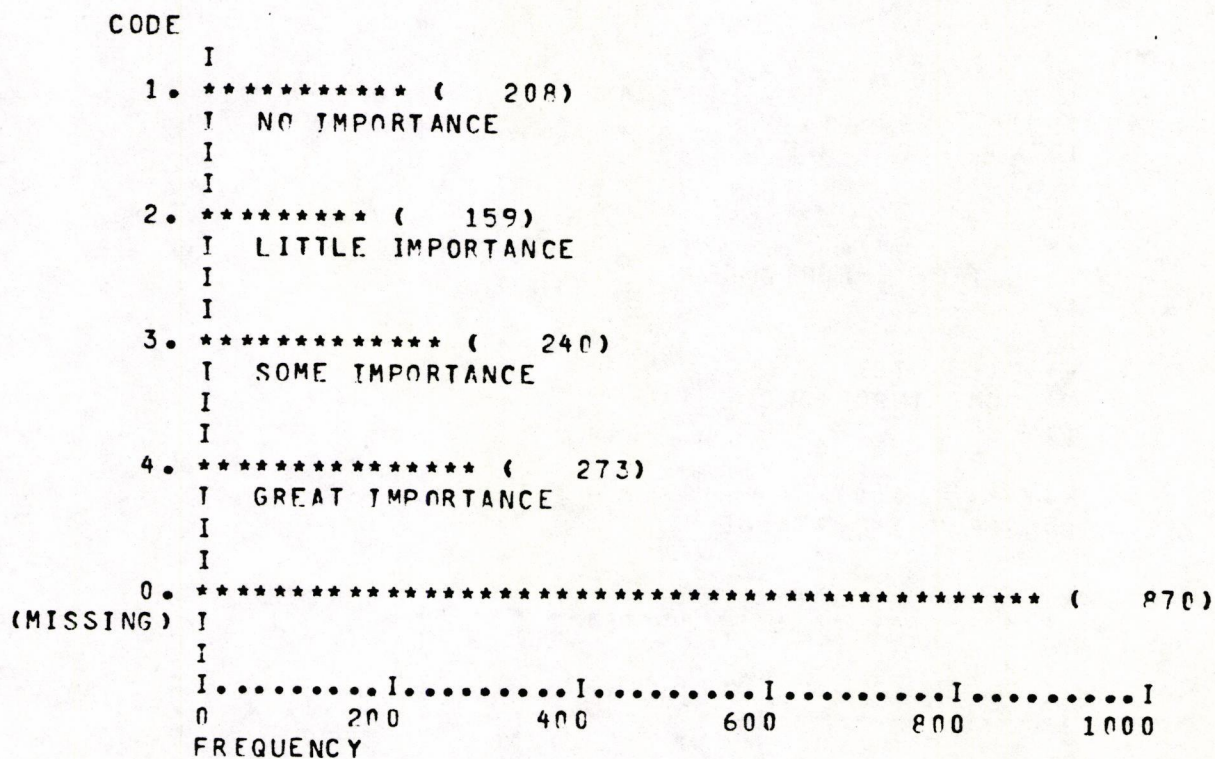 CODE
I
1. *********** ( 208)
I NO IMPORTANCE
I
I
2. ********* ( 159)
I LITTLE IMPORTANCE
I
I
3. ************* ( 240)
I SOME IMPORTANCE
I
I
4. *************** ( 273)
I GREAT IMPORTANCE
I
I
0. ********************************************* ( 870)
(MISSING) I
I
I.........I.........I.........I.........I.........I
0 200 400 600 800 1000
FREQUENCY